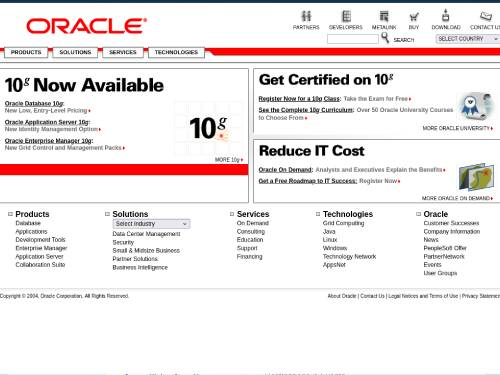 ORACLE
PARTNERS DEVELOPERS METALINK BUY DOWNLOAD CONTACT US
SEARCH
SELECT COUNTRY
PRODUCTS SOLUTIONS SERVICES TECHNOLOGIES
10g Now Available
Oracle Database 10g:
New Low, Entry-Level Pricing
Oracle Application Server 10g:
New Identity Management Option
Oracle Enterprise Manager 10g:
New Grid Control and Management Packs
10g
MORE 10g
Get Certified on 10g
Register Now for a 10g Class: Take the Exam for Free
See the Complete 10g Curriculum: Over 50 Oracle University Courses
to Choose From
MORE ORACLE UNIVERSITY
Reduce IT Cost
Oracle On Demand: Analysts and Executives Explain the Benefits
Get a Free Roadmap to IT Success: Register Now
MORE ORACLE ON DEMAND
Products
Database
Applications
Development Tools
Enterprise Manager
Application Server
Collaboration Suite
Solutions
Select Industry
Data Center Management
Security
Small & Midsize Business
Partner Solutions
Business Intelligence
Services
On Demand
Consulting
Education
Support
Financing
Technologies
Grid Computing
Java
Linux
Windows
Technology Network
AppsNet
Oracle
Customer Successes
Company Information
News
PeopleSoft Offer
PartnerNetwork
Events
User Groups
Copyright © 2004, Oracle Corporation. All Rights Reserved.
About Oracle | Contact Us | Legal Notices and Terms of Use | Privacy Statement